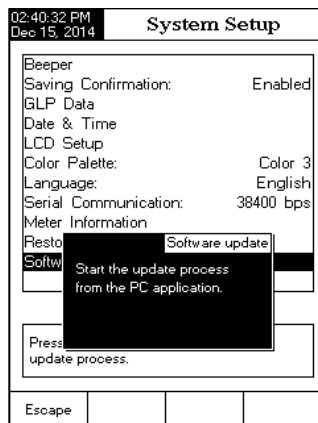 02:40:32 PM
Dec 15, 2014
System Setup
Beeper
Saving Confirmation: Enabled
GLP Data
Date & Time
LCD Setup
Color Palette: Color 3
Language: English
Serial Communication: 38400 bps
Meter Information
Resto
Softw
Software update
Start the update process
from the PC application.
Press
update process.
Escape